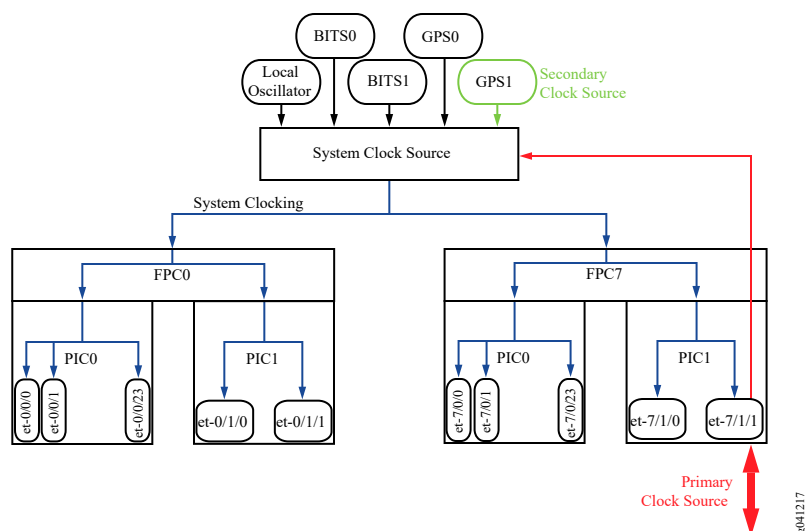 BITS0
GPS0
Local
Oscillator
BITS1
GPS1
Secondary
Clock Source
System Clock Source
System Clocking
FPC0
FPC7
PIC0
PIC1
PIC0
PIC1
et-0/0/0
et-0/0/1
et-0/0/23
et-0/1/0
et-0/1/1
et-7/0/0
et-7/0/1
et-7/0/23
et-7/1/0
et-7/1/1
Primary
Clock Source